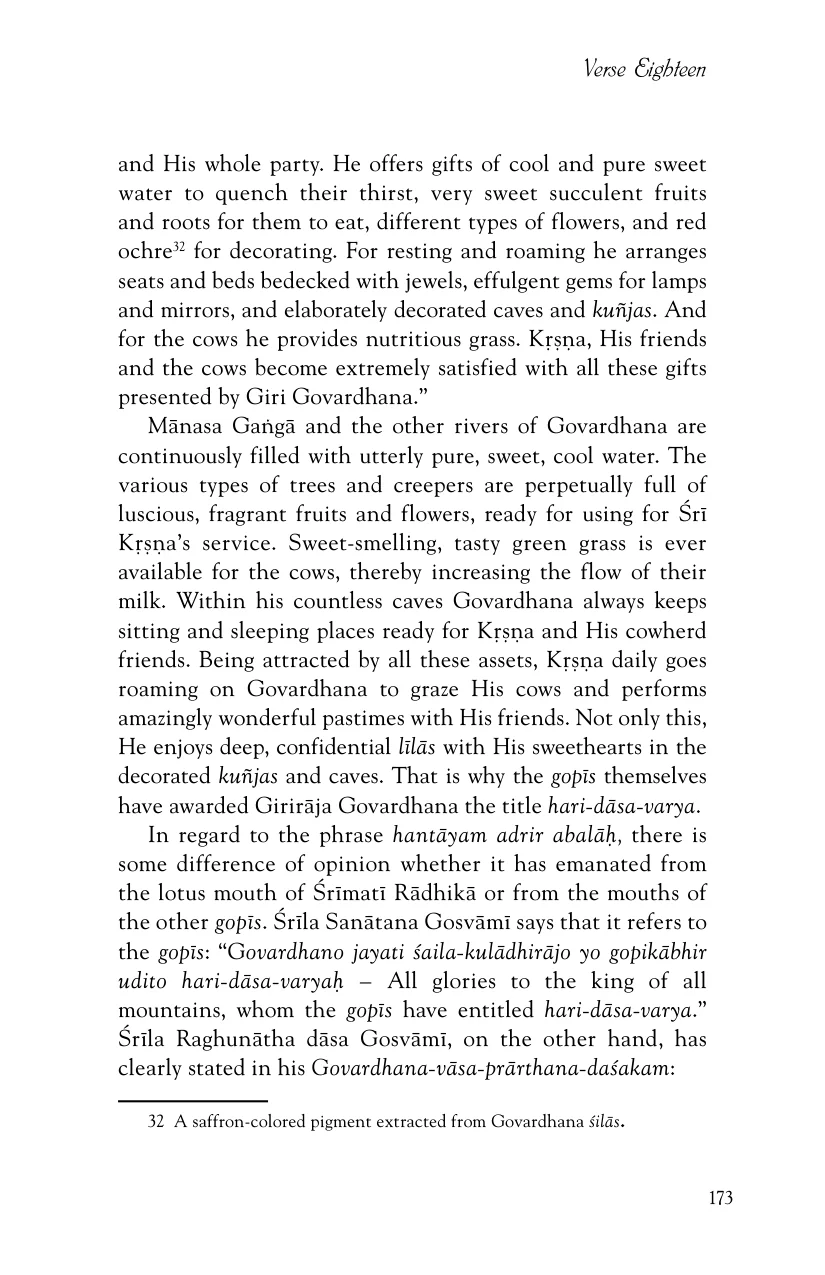 Verse Eighteen
and His whole party. He offers gifts of cool and pure sweet
water to quench their thirst, very sweet succulent fruits
and roots for them to eat, different types of flowers, and red
ochre32 for decorating. For resting and roaming he arranges
seats and beds bedecked with jewels, effulgent gems for lamps
and mirrors, and elaborately decorated caves and kuñjas. And
for the cows he provides nutritious grass. Kṛṣṇa, His friends
and the cows become extremely satisfied with all these gifts
presented by Giri Govardhana.”
Mānasa Gaṅgā and the other rivers of Govardhana are
continuously filled with utterly pure, sweet, cool water. The
various types of trees and creepers are perpetually full of
luscious, fragrant fruits and flowers, ready for using for Śrī
Kṛṣṇa’s service. Sweet-smelling, tasty green grass is ever
available for the cows, thereby increasing the flow of their
milk. Within his countless caves Govardhana always keeps
sitting and sleeping places ready for Kṛṣṇa and His cowherd
friends. Being attracted by all these assets, Kṛṣṇa daily goes
roaming on Govardhana to graze His cows and performs
amazingly wonderful pastimes with His friends. Not only this,
He enjoys deep, confidential līlās with His sweethearts in the
decorated kuñjas and caves. That is why the gopīs themselves
have awarded Girirāja Govardhana the title hari-dāsa-varya.
In regard to the phrase hantāyam adrir abalāḥ, there is
some difference of opinion whether it has emanated from
the lotus mouth of Śrīmatī Rādhikā or from the mouths of
the other gopīs. Śrīla Sanātana Gosvāmī says that it refers to
the gopīs: “Govardhano jayati śaila-kulādhirājo yo gopikābhir
udito hari-dāsa-varyaḥ – All glories to the king of all
mountains, whom the gopīs have entitled hari-dāsa-varya.”
Śrīla Raghunātha dāsa Gosvāmī, on the other hand, has
clearly stated in his Govardhana-vāsa-prārthana-daśakam:
32 A saffron-colored pigment extracted from Govardhana śilās.
173